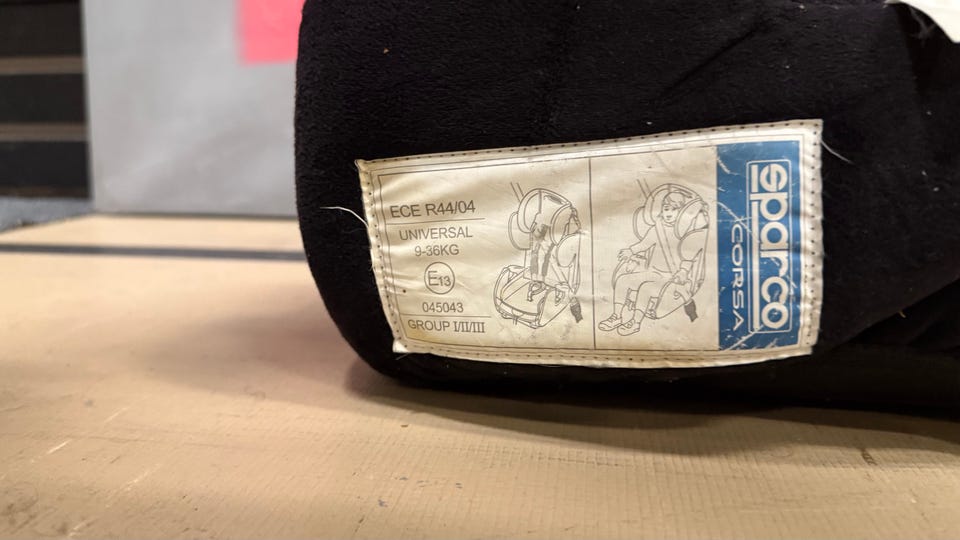 ECE R44/04
UNIVERSAL
9-36KG
E13
045043
GROUP I/II/III
sparco
CORSA